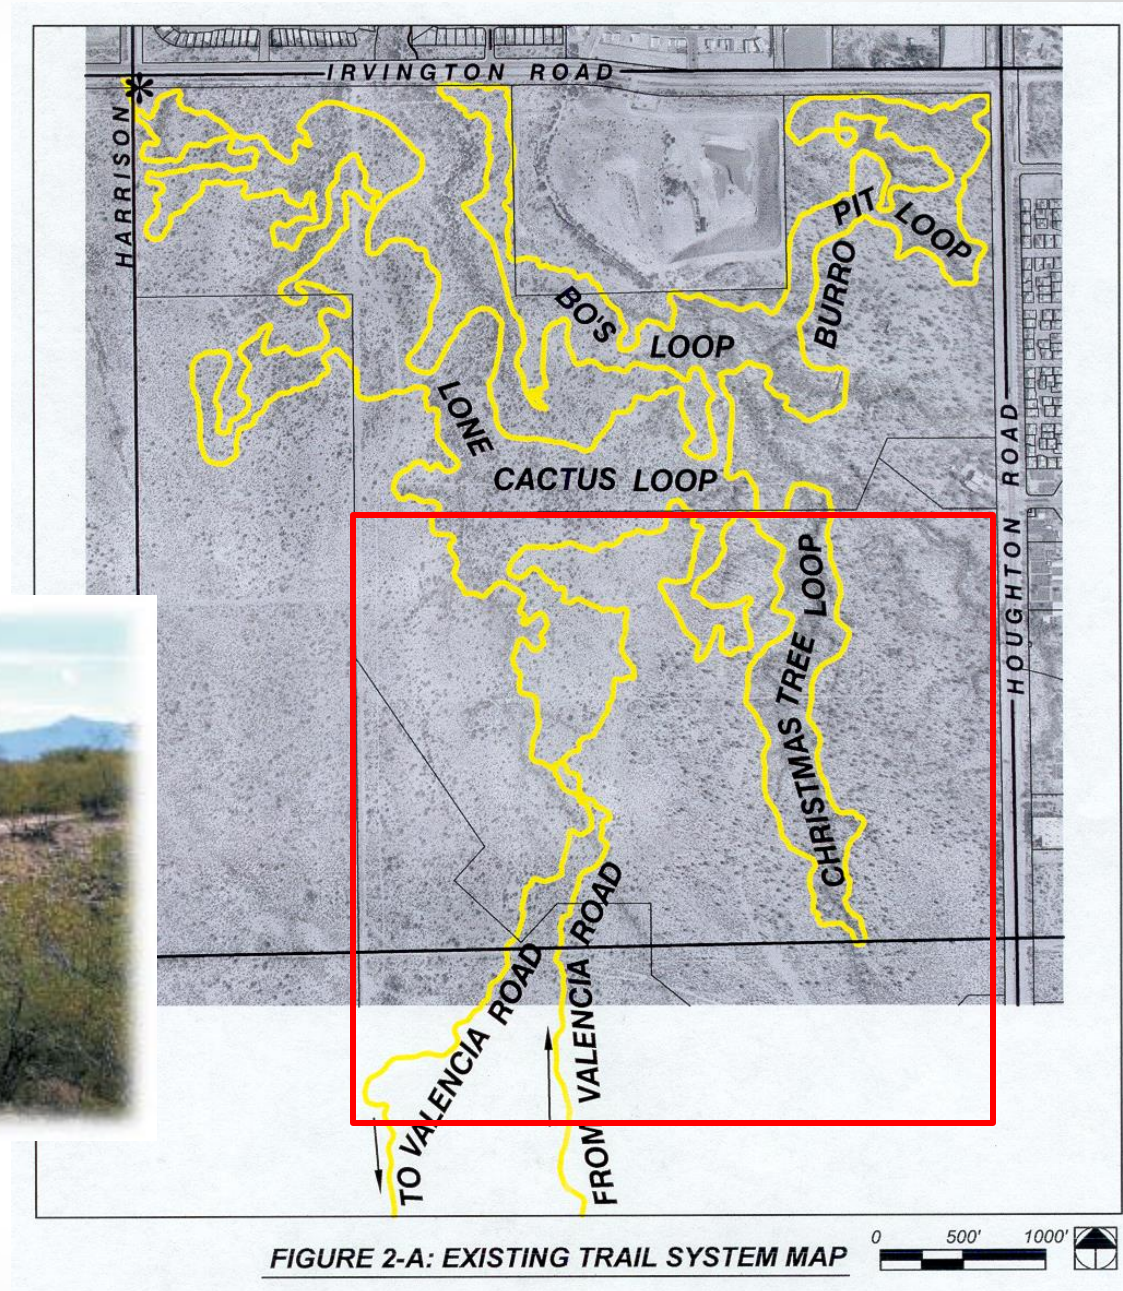 IRVINGTON ROAD
HARRISON
PIT LOOP
BURRO
BO'S
LOOP
LONE
CACTUS LOOP
HOUGHTON ROAD
CHRISTMAS TREE LOOP
TO VALENCIA ROAD
FROM VALENCIA ROAD
0 500' 1000'
FIGURE 2-A: EXISTING TRAIL SYSTEM MAP